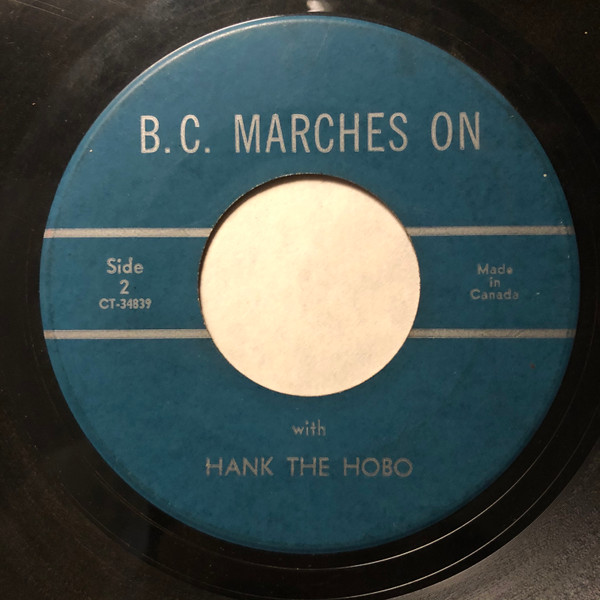 B.C. MARCHES ON
Side
2
CT-34839
Made
in
Canada
with
HANK THE HOBO